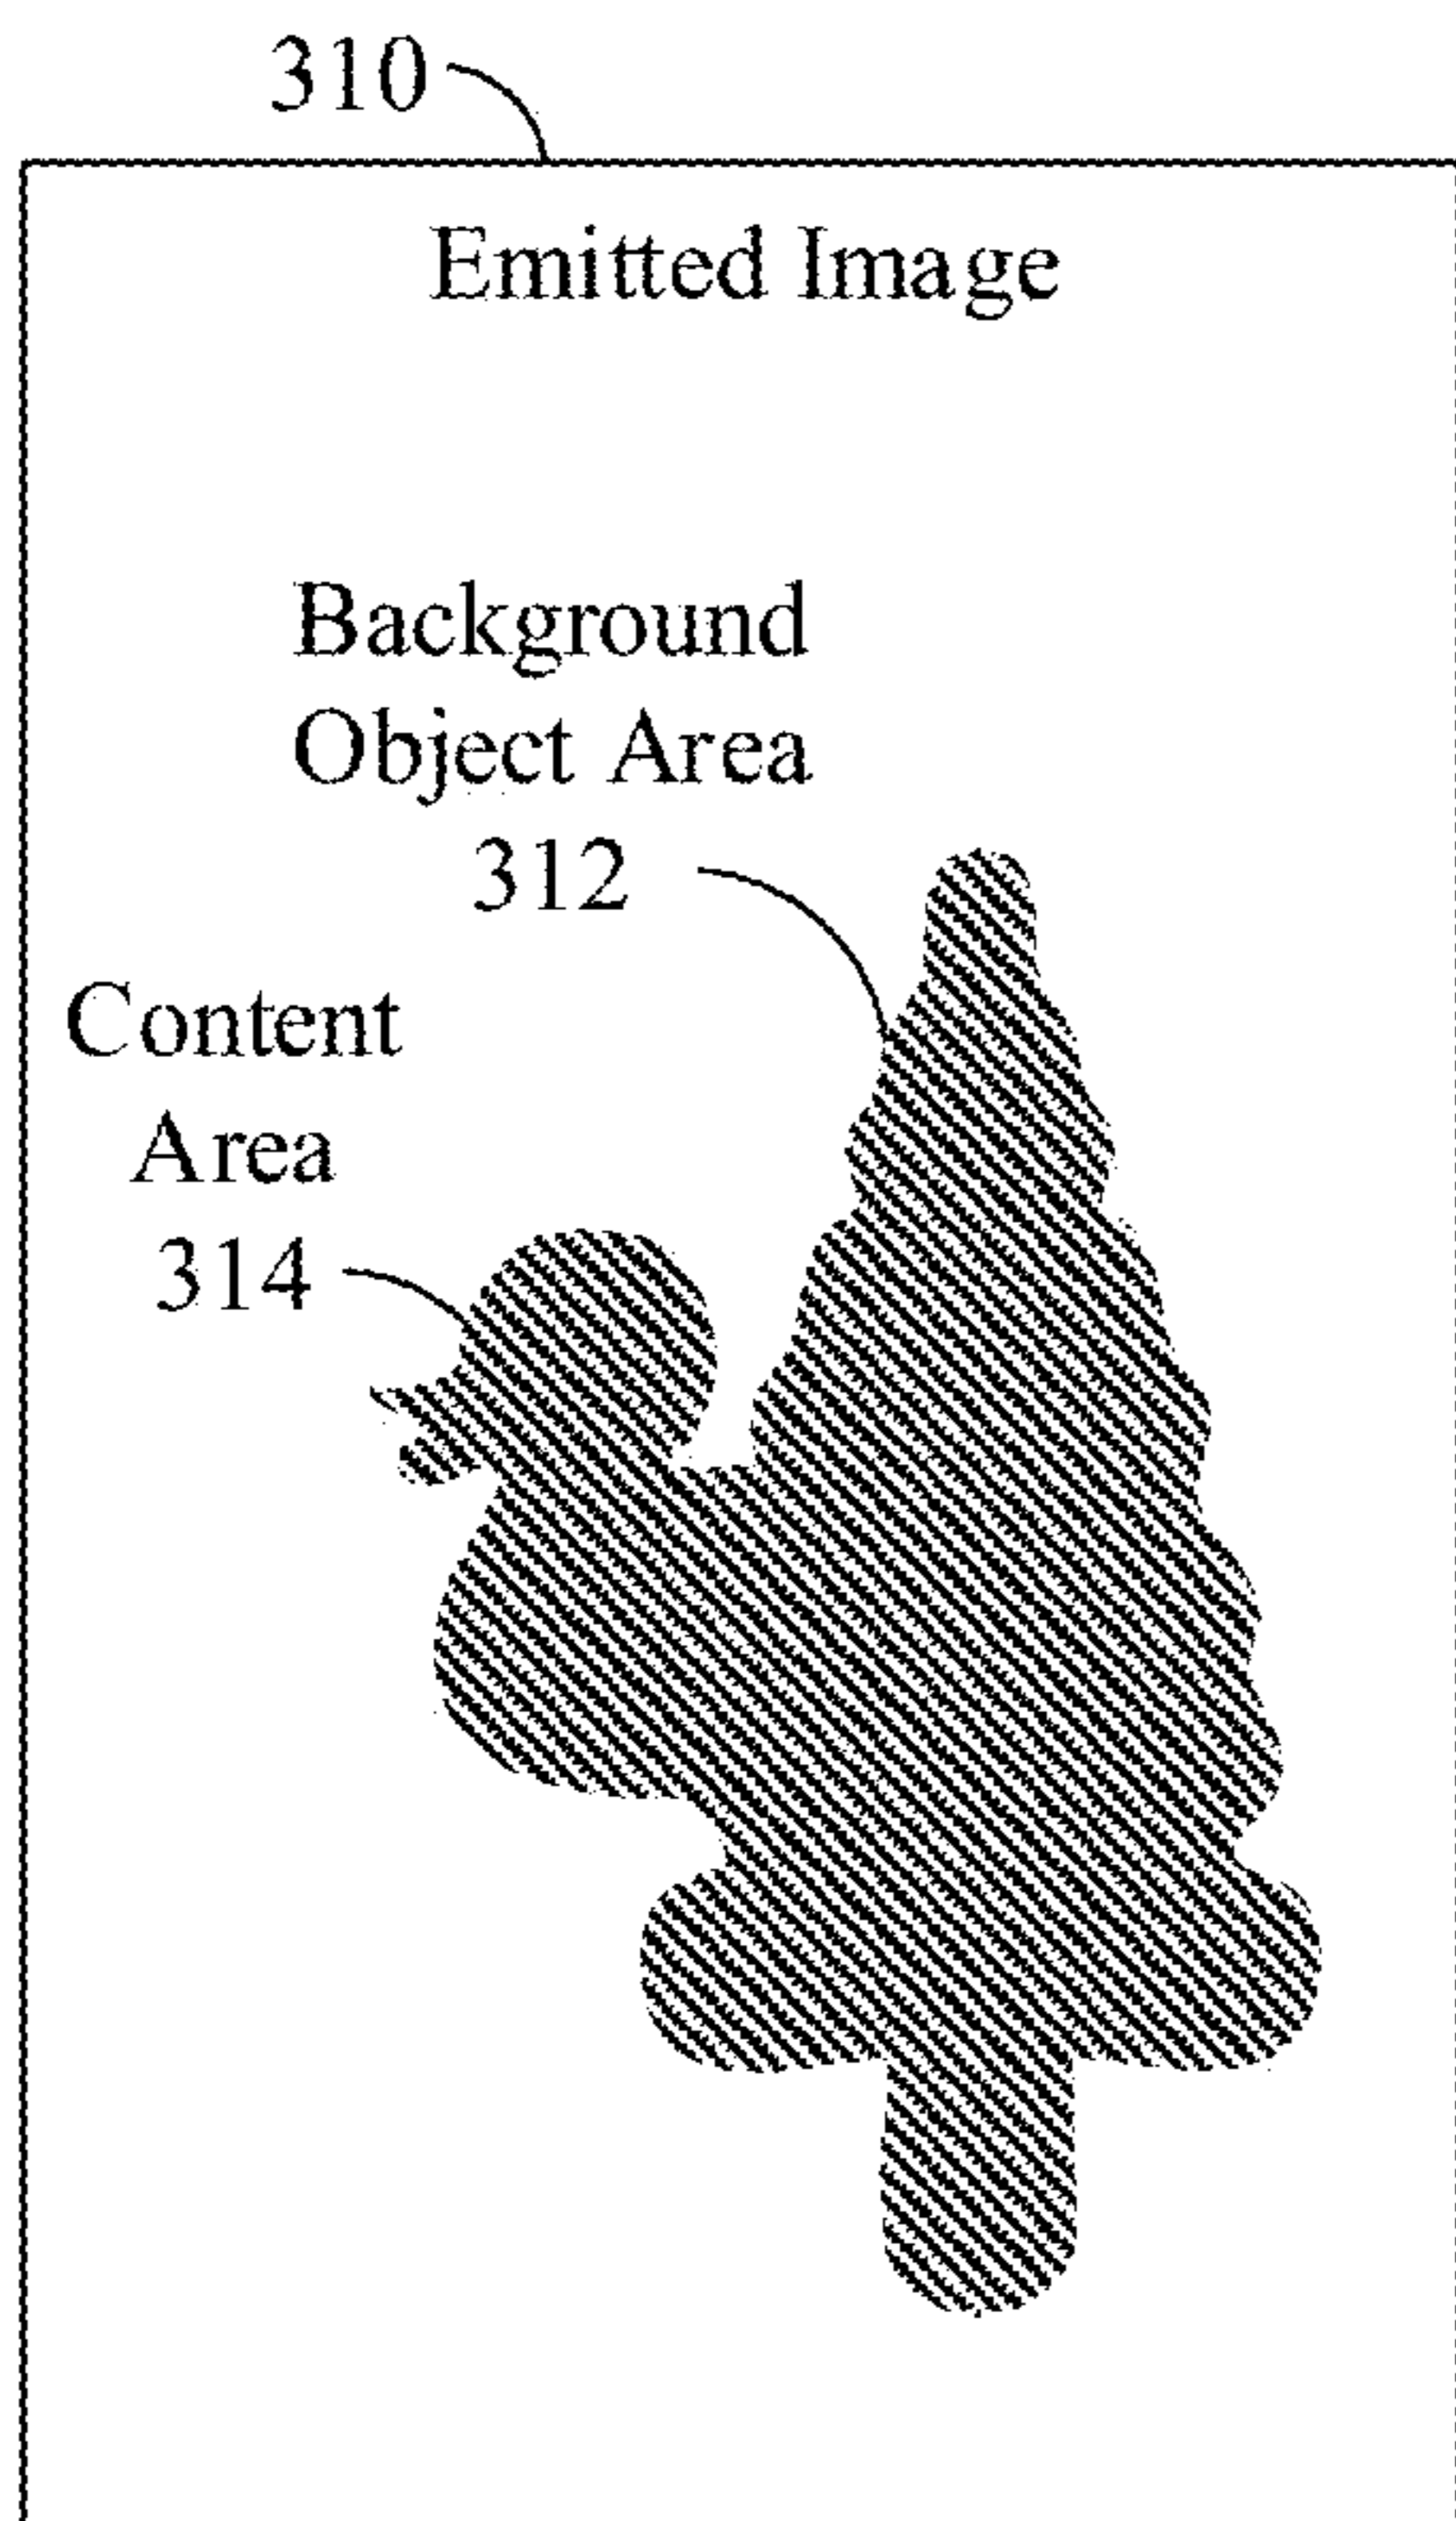 310
Emitted Image
Background
Object Area
312
Content
Area
314